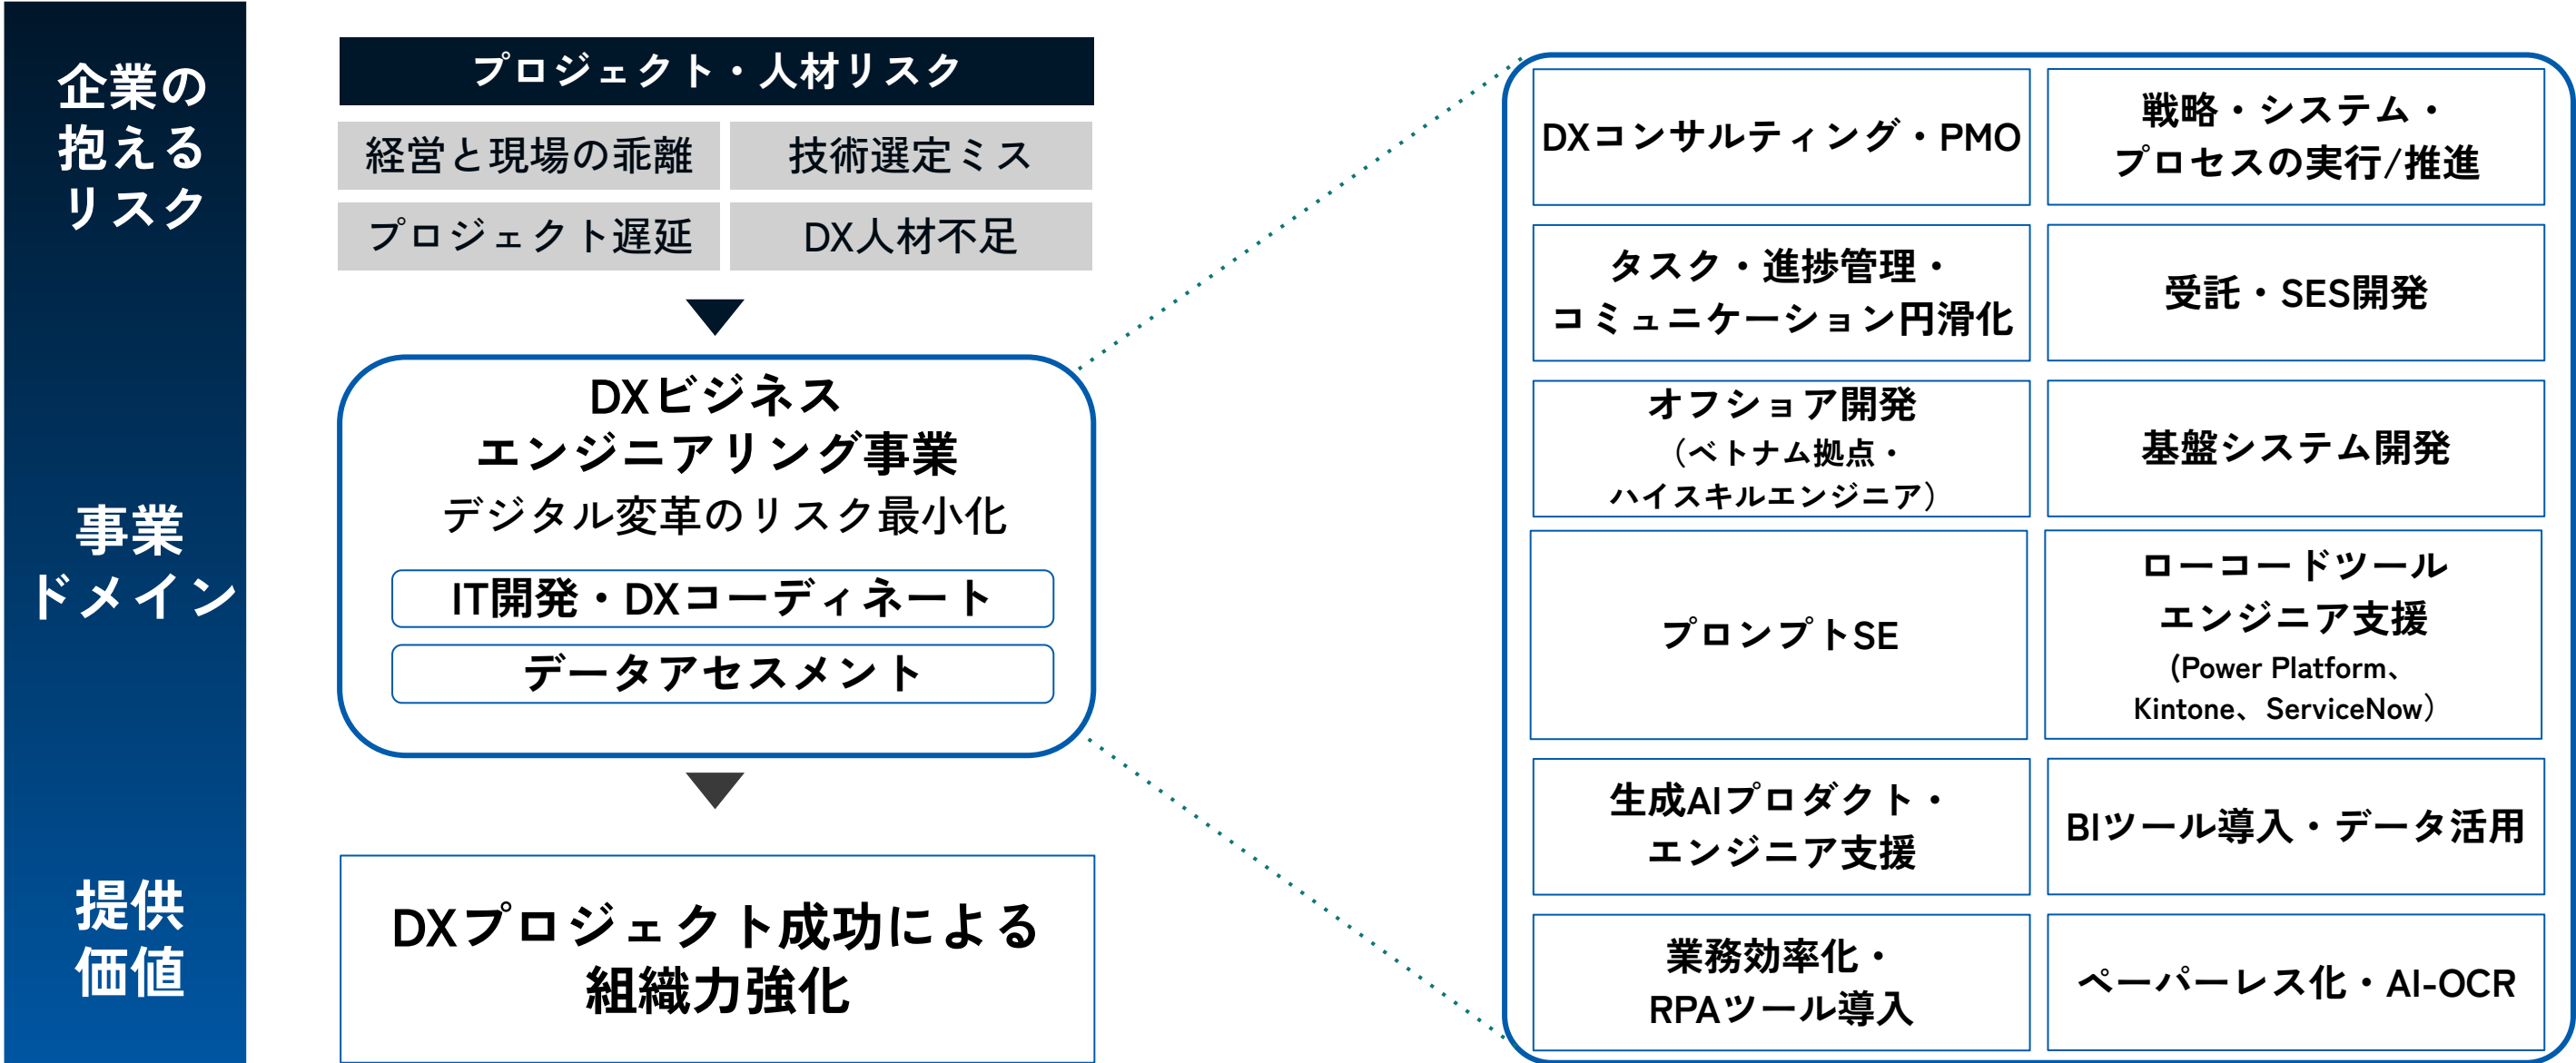 企業の
抱える
リスク
プロジェクト・人材リスク
経営と現場の乖離
技術選定ミス
プロジェクト遅延
DX人材不足
事業
ドメイン
DXビジネス
エンジニアリング事業
デジタル変革のリスク最小化
IT開発・DXコーディネート
データアセスメント
提供
価値
DXプロジェクト成功による
組織力強化
DXコンサルティング・PMO
戦略・システム・
プロセスの実行/推進
タスク・進捗管理・
コミュニケーション円滑化
受託・SES開発
オフショア開発
（ベトナム拠点・
ハイスキルエンジニア）
基盤システム開発
プロンプトSE
ローコードツール
エンジニア支援
(Power Platform、
Kintone、ServiceNow）
生成AIプロダクト・
エンジニア支援
BIツール導入・データ活用
業務効率化・
RPAツール導入
ペーパーレス化・AI-OCR